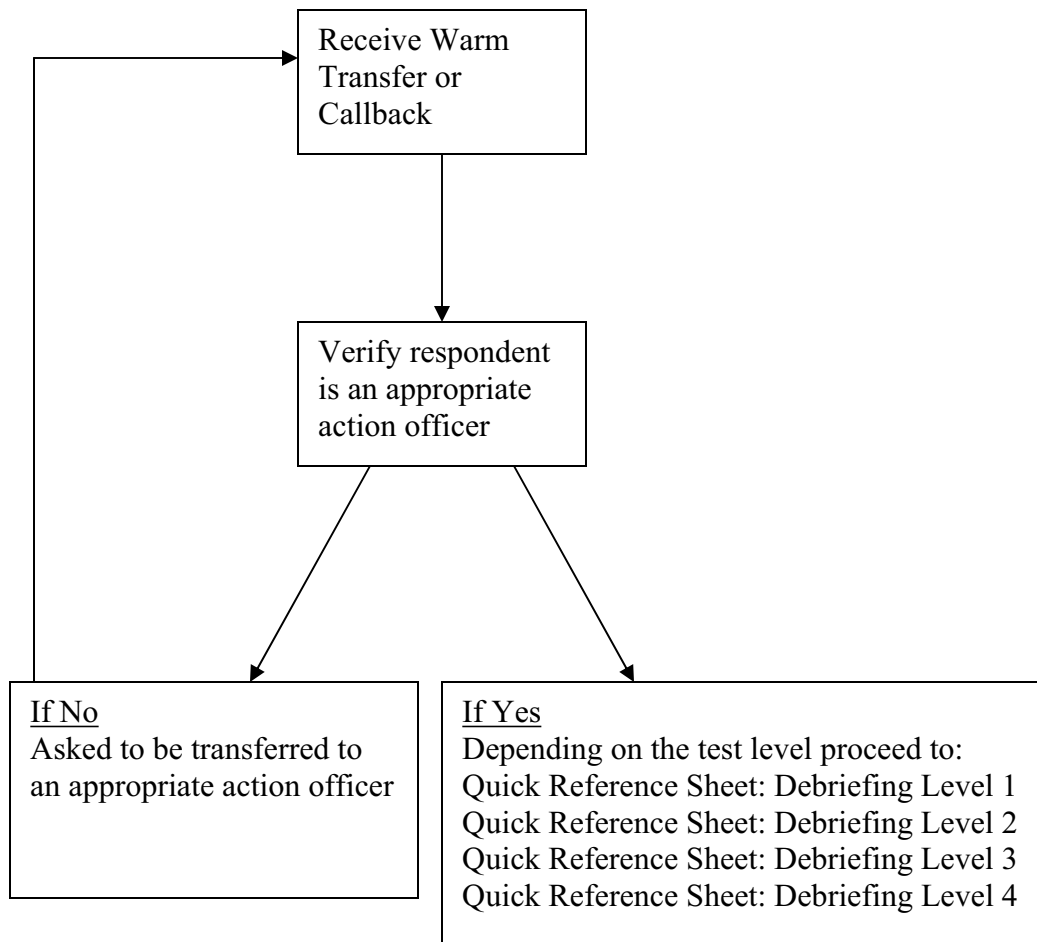 Receive Warm
Transfer or
Callback
Verify respondent
is an appropriate
action officer
If No
Asked to be transferred to
an appropriate action officer
If Yes
Depending on the test level proceed to:
Quick Reference Sheet: Debriefing Level 1
Quick Reference Sheet: Debriefing Level 2
Quick Reference Sheet: Debriefing Level 3
Quick Reference Sheet: Debriefing Level 4